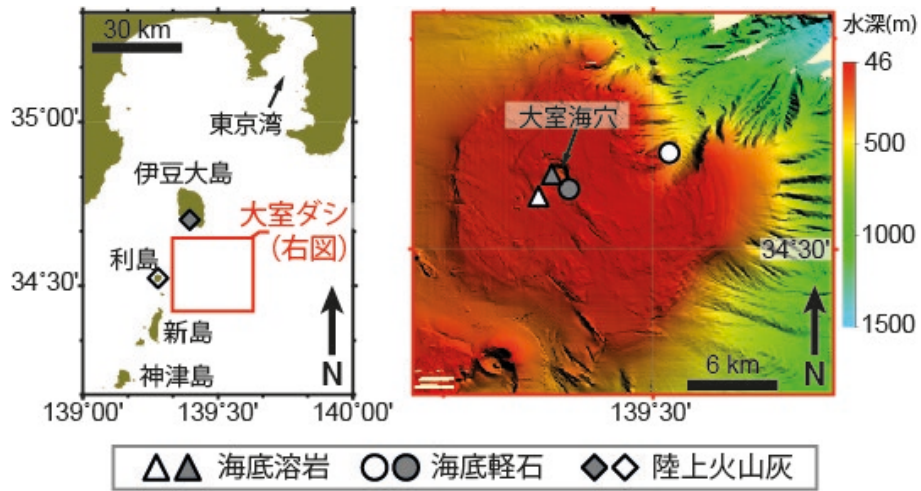 30 km
35°00'
34°30'
139°00'
139°30'
140°00'
東京湾
伊豆大島
大室ダシ
(右図)
利島
新島
神津島
N
大室海穴
34°30'
N
6 km
139°30'
水深(m)
46
500
1000
1500
海底溶岩
海底軽石
陸上火山灰